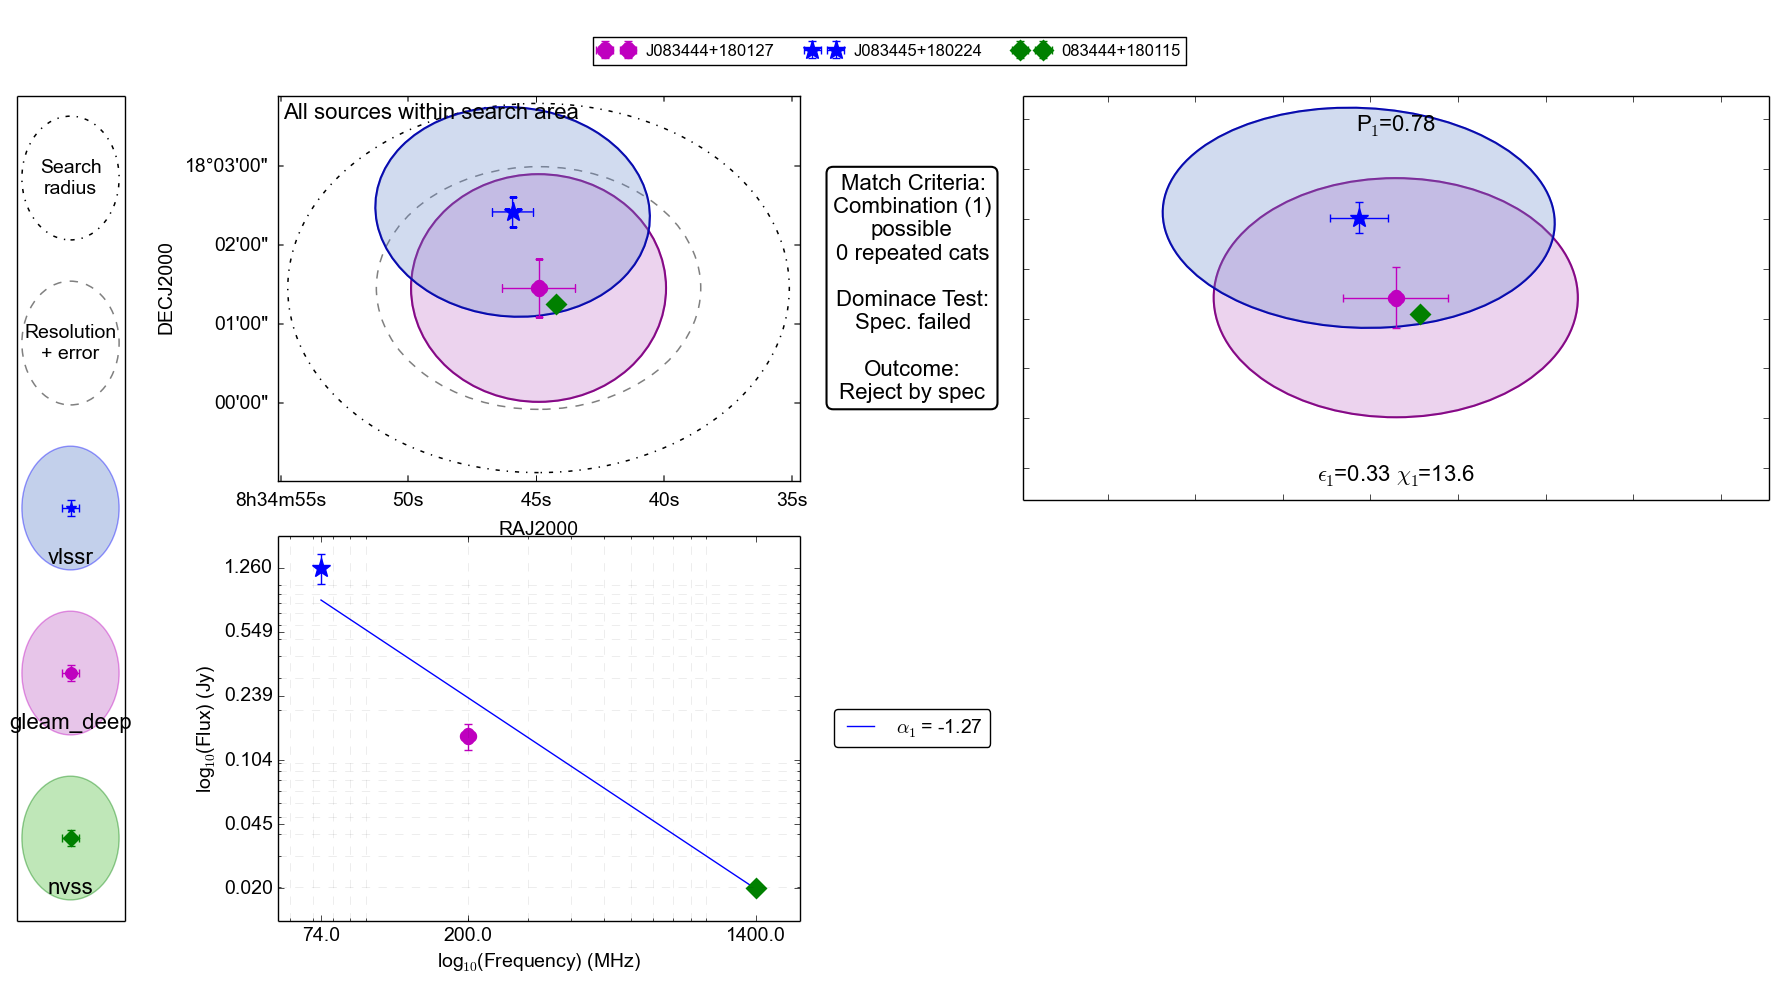 J083444+180127 J083445+180224 083444+180115
Search
radius
Resolution
+ error
vlssr
gleam_deep
nvss
All sources within search area
18°03'00"
02'00"
01'00"
00'00"
DECJ2000
8h34m55s 50s 45s 40s 35s
RAJ2000
Match Criteria:
Combination (1)
possible
0 repeated cats
Dominace Test:
Spec. failed
Outcome:
Reject by spec
P₁=0.78
ϵ₁=0.33 χ₁=13.6
1.260
0.549
0.239
0.104
0.045
0.020
log₁₀(Flux) (Jy)
74.0 200.0 1400.0
log₁₀(Frequency) (MHz)
α₁ = -1.27